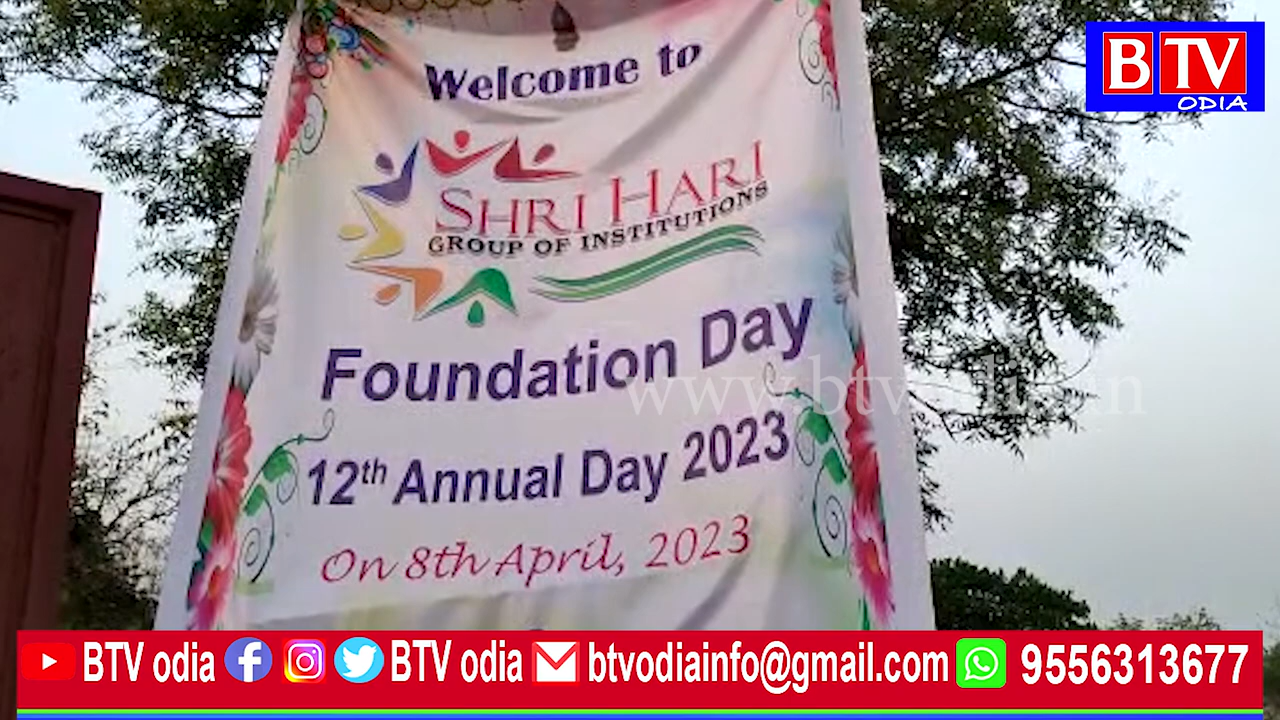 BTV
ODIA
Welcome to
SHRI HARI
GROUP OF INSTITUTIONS
Foundation Day
12th Annual Day 2023
On 8th April, 2023
BTV odia BTV odia btvodiainfo@gmail.com 9556313677